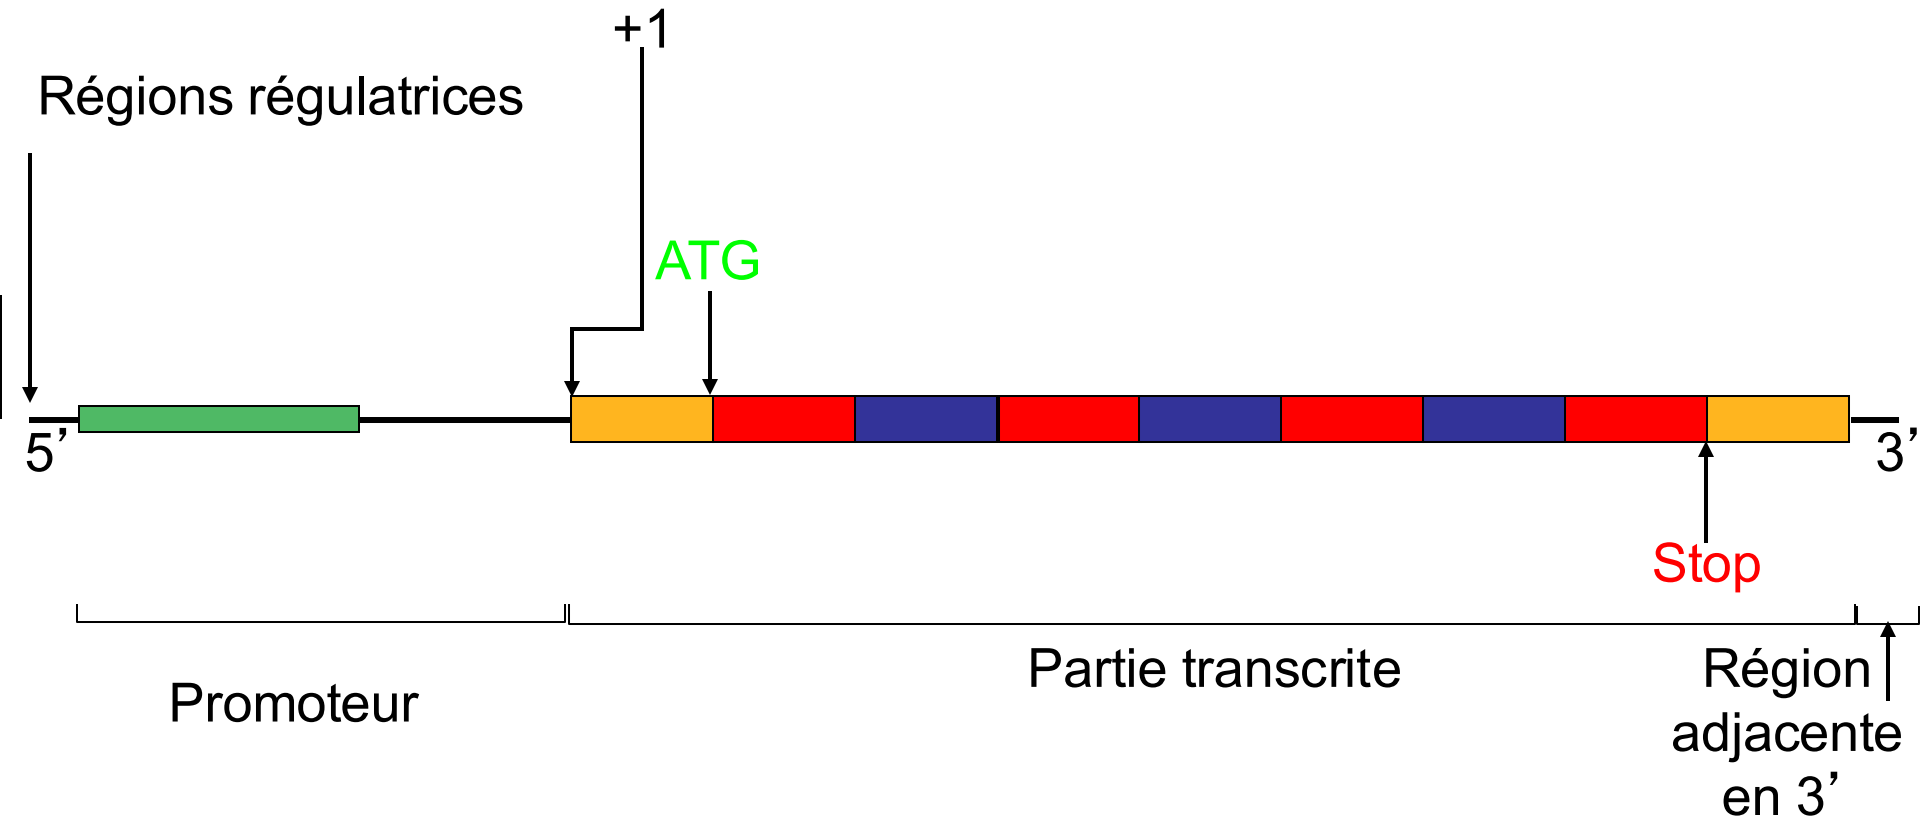 +1
Régions régulatrices
ATG
5’
3’
Stop
Partie transcrite
Promoteur
Région
adjacente
en 3’